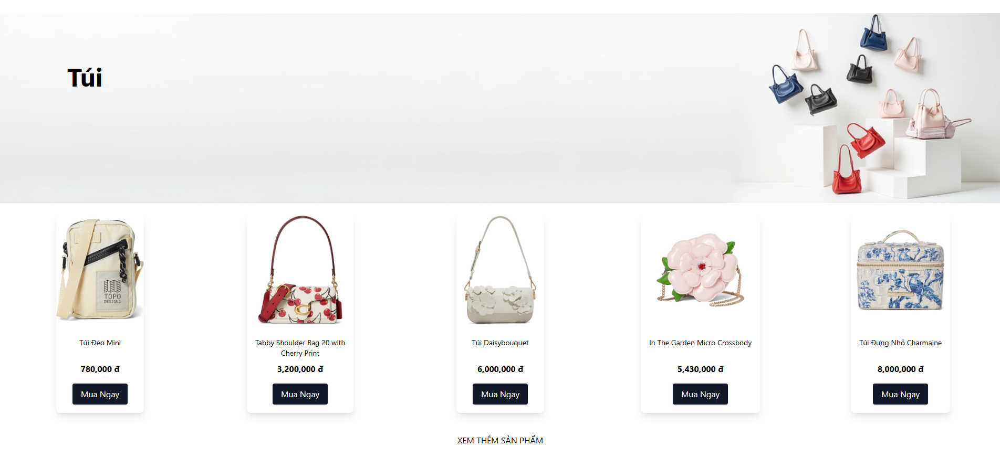 Túi
TOPO
DESIGNS
Túi Đeo Mini
780,000 đ
Mua Ngay
Tabby Shoulder Bag 20 with
Cherry Print
3,200,000 đ
Mua Ngay
Túi Daisybouquet
6,000,000 đ
Mua Ngay
In The Garden Micro Crossbody
5,430,000 đ
Mua Ngay
Túi Đựng Nhỏ Charmaine
8,000,000 đ
Mua Ngay
XEM THÊM SẢN PHẨM